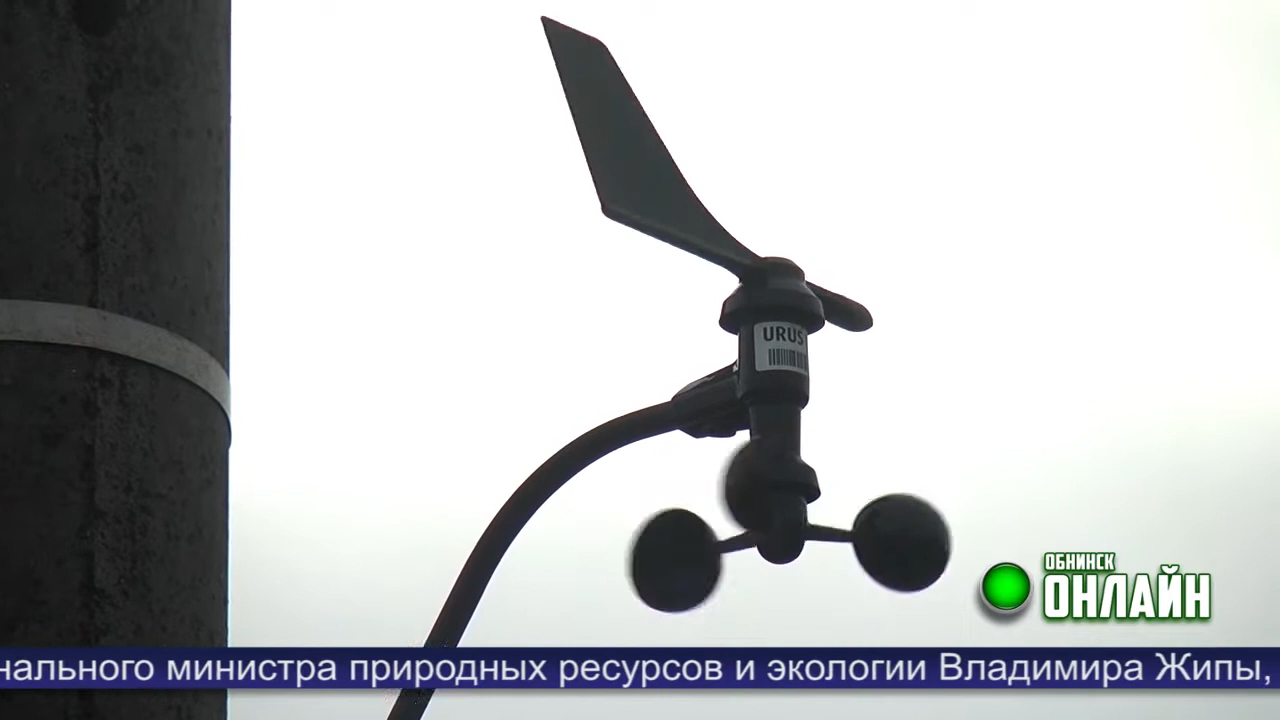 URUS
ОБНИНСК
ОНЛАЙН
нального министра природных ресурсов и экологии Владимира Жипы,